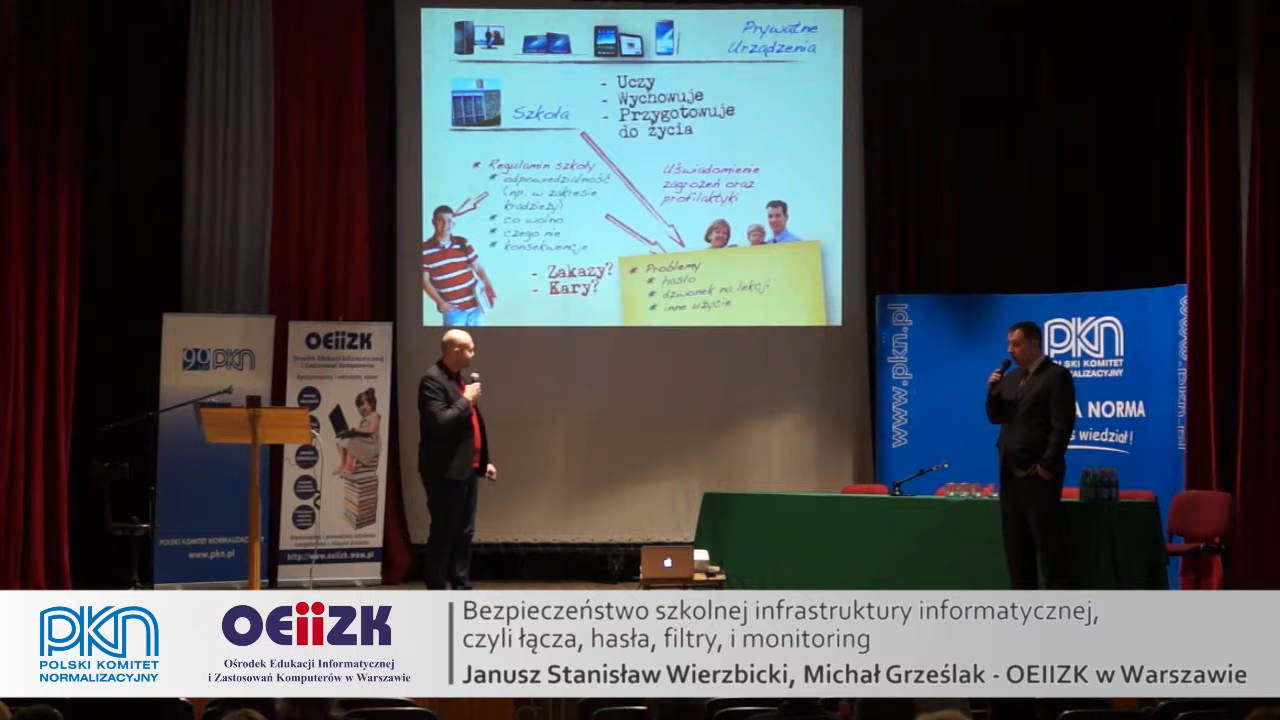 Prywatne
Urządzenia
Szkoła
- Uczy
- Wychowuje
- Przygotowuje
do życia
* Regulamin szkoły
* odpowiedzialność
(np. w zakresie
kradzieży)
* co wolno
* czego nie
* konsekwencje
- Zakazy?
- Kary?
Uświadomienie
zagrożeń oraz
profilaktyki
* Problemy
* hasło
* dzwonek na lekcji
* inne użycie
90 PKN
POLSKI KOMITET NORMALIZACYJNY
www.pkn.pl
OEiiZK
Ośrodek Edukacji Informatycznej
i Zastosowań Komputerów
http://www.oeiizk.waw.pl
www.pkn.pl
PKN
POLSKI KOMITET
NORMALIZACYJNY
A NORMA
ś wiedział!
www.pkn.pl
PKN
POLSKI KOMITET
NORMALIZACYJNY
OEiiZK
Ośrodek Edukacji Informatycznej
i Zastosowań Komputerów w Warszawie
Bezpieczeństwo szkolnej infrastruktury informatycznej,
czyli łącza, hasła, filtry, i monitoring
Janusz Stanisław Wierzbicki, Michał Grześlak - OEIIZK w Warszawie